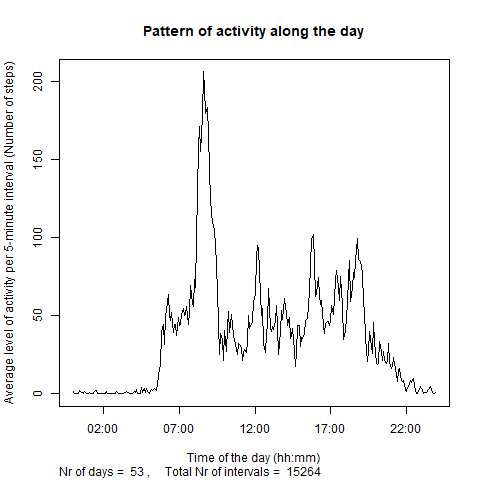 Pattern of activity along the day
Average level of activity per 5-minute interval (Number of steps)
200
150
100
50
0
02:00 07:00 12:00 17:00 22:00
Time of the day (hh:mm)
Nr of days = 53 , Total Nr of intervals = 15264